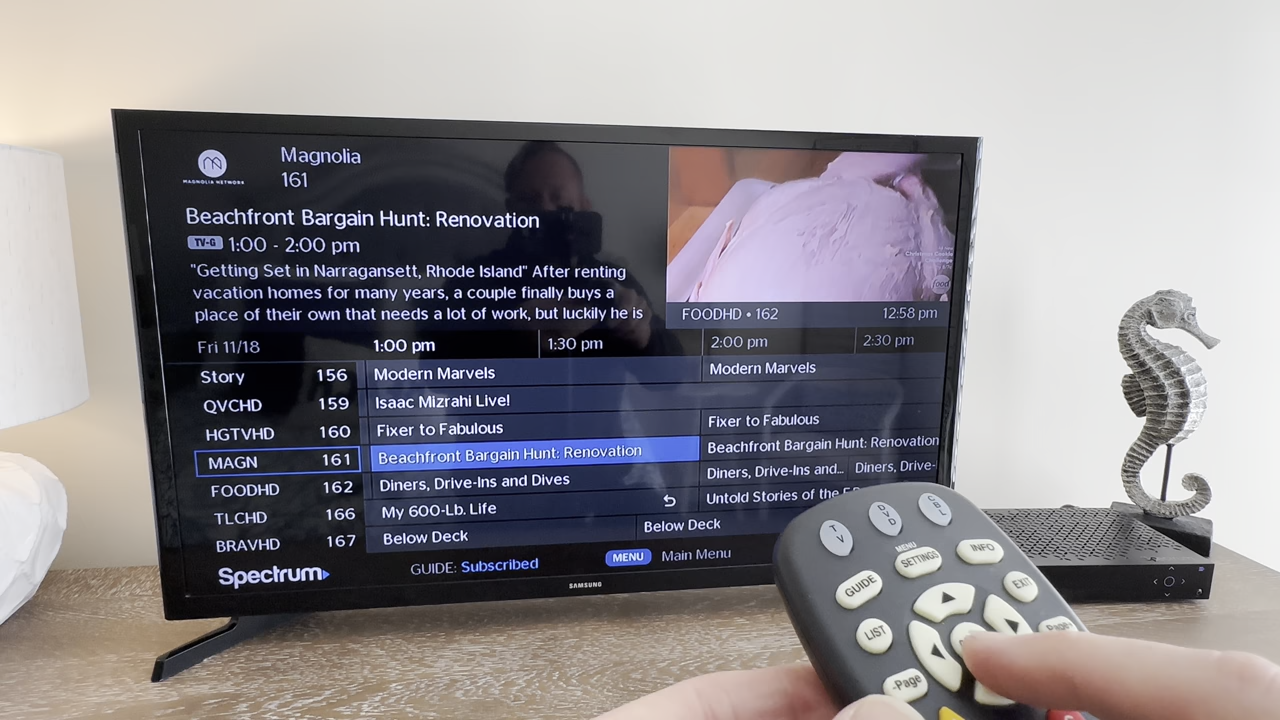 MAGNOLIA NETWORK
Magnolia
161
Beachfront Bargain Hunt: Renovation
TV-G 1:00 - 2:00 pm
"Getting Set in Narragansett, Rhode Island" After renting
vacation homes for many years, a couple finally buys a
place of their own that needs a lot of work, but luckily he is
Christmas Cookie
Challenge
food
FOODHD • 162 12:58 pm
Fri 11/18 1:00 pm 1:30 pm 2:00 pm 2:30 pm
Story 156 Modern Marvels Modern Marvels
QVCHD 159 Isaac Mizrahi Live!
HGTVHD 160 Fixer to Fabulous Fixer to Fabulous
MAGN 161 Beachfront Bargain Hunt: Renovation Beachfront Bargain Hunt: Renovation
FOODHD 162 Diners, Drive-Ins and Dives Diners, Drive-Ins and... Diners, Drive-
TLCHD 166 My 600-Lb. Life Untold Stories of the
BRAVHD 167 Below Deck Below Deck
Spectrum GUIDE: Subscribed MENU Main Menu
SAMSUNG
TV DVD CBL
MENU
GUIDE SETTINGS INFO
EXIT
LIST Page+
-Page